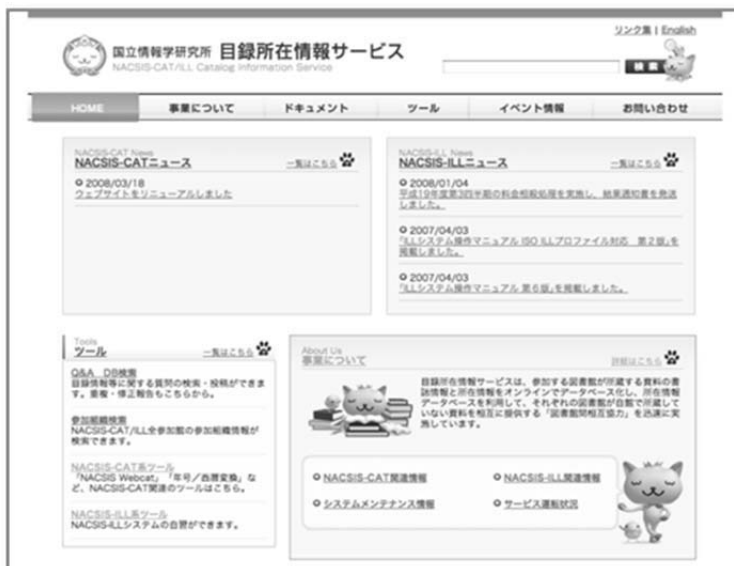 リンク集 | English
国立情報学研究所 目録所在情報サービス
NACSIS-CAT/ILL Catalog Information Service
検索
HOME 事業について ドキュメント ツール イベント情報 お問い合わせ
NACSIS-CAT News
NACSIS-CATニュース 一覧はこちら
2008/03/18
ウェブサイトをリニューアルしました
NACSIS-ILL News
NACSIS-ILLニュース 一覧はこちら
2008/01/04
平成19年度第3四半期の料金相殺処理を実施し、結果通知書を発送
しました。
2007/04/03
「ILLシステム操作マニュアル ISO ILLプロファイル対応 第2版」を
掲載しました。
2007/04/03
「ILLシステム操作マニュアル 第6版」を掲載しました。
Tools
ツール 一覧はこちら
Q&A DB検索
目録情報等に関する質問の検索・投稿ができま
す。重複・修正報告もこちらから。
参加組織検索
NACSIS-CAT/ILL全参加館の参加組織情報が
検索できます。
NACSIS-CAT系ツール
「NACSIS Webcat」「年号／西暦変換」な
ど、NACSIS-CAT関連のツールはこちら。
NACSIS-ILL系ツール
NACSIS-ILLシステムの自習ができます。
About Us
事業について 詳細はこちら
目録所在情報サービスは、参加する図書館が所蔵する資料の書
誌情報と所在情報をオンラインでデータベース化し、所在情報
データベースを利用して、それぞれの図書館が自館で所蔵して
いない資料を相互に提供する「図書館間相互協力」を迅速に実
施しています。
NACSIS-CAT関連情報 NACSIS-ILL関連情報
システムメンテナンス情報 サービス運転状況